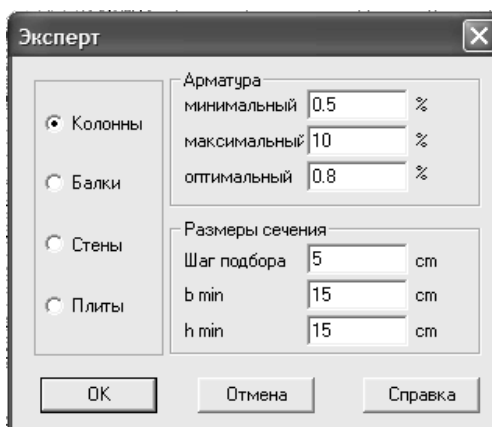 Эксперт
Колонны
Балки
Стены
Плиты
Арматура
минимальный 0.5 %
максимальный 10 %
оптимальный 0.8 %
Размеры сечения
Шаг подбора 5 cm
b min 15 cm
h min 15 cm
OK Отмена Справка